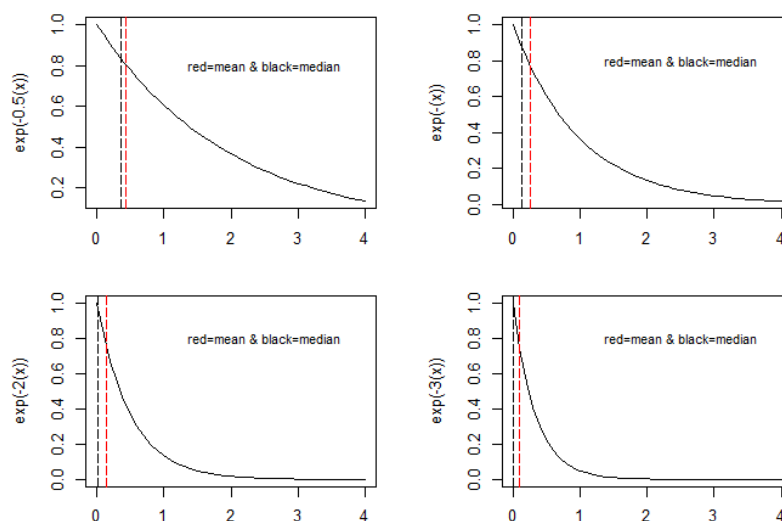 exp(-0.5(x))
0.2 0.4 0.6 0.8 1.0
red=mean & black=median
0 1 2 3 4
exp(-(x))
0.0 0.2 0.4 0.6 0.8 1.0
red=mean & black=median
0 1 2 3 4
exp(-2(x))
0.0 0.2 0.4 0.6 0.8 1.0
red=mean & black=median
0 1 2 3 4
exp(-3(x))
0.0 0.2 0.4 0.6 0.8 1.0
red=mean & black=median
0 1 2 3 4